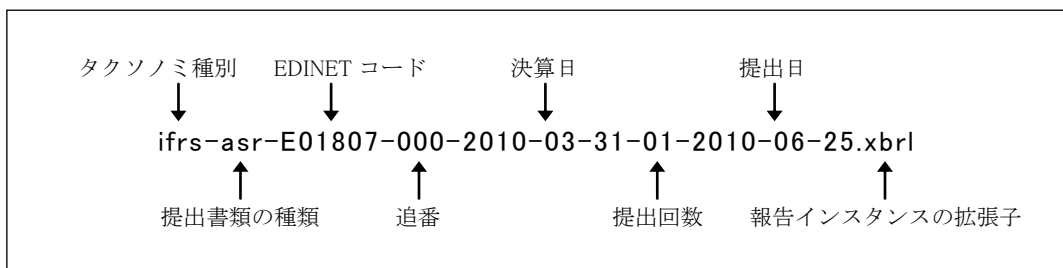 タクソノミ種別 EDINET コード 決算日 提出日
ifrs-asr-E01807-000-2010-03-31-01-2010-06-25.xbrl
提出書類の種類 追番 提出回数 報告インスタンスの拡張子